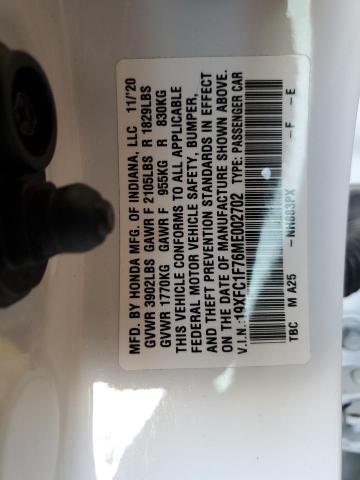 MFD. BY HONDA MFG. OF INDIANA, LLC 11/'20
GVWR 3902LBS GAWR F 2105LBS R 1829LBS
GVWR 1770KG GAWR F 955KG R 830KG
THIS VEHICLE CONFORMS TO ALL APPLICABLE
FEDERAL MOTOR VEHICLE SAFETY, BUMPER,
AND THEFT PREVENTION STANDARDS IN EFFECT
ON THE DATE OF MANUFACTURE SHOWN ABOVE.
V.I.N.: 19XFC1F76ME002702 TYPE: PASSENGER CAR
TBC M A25 -NH883PX -F -E